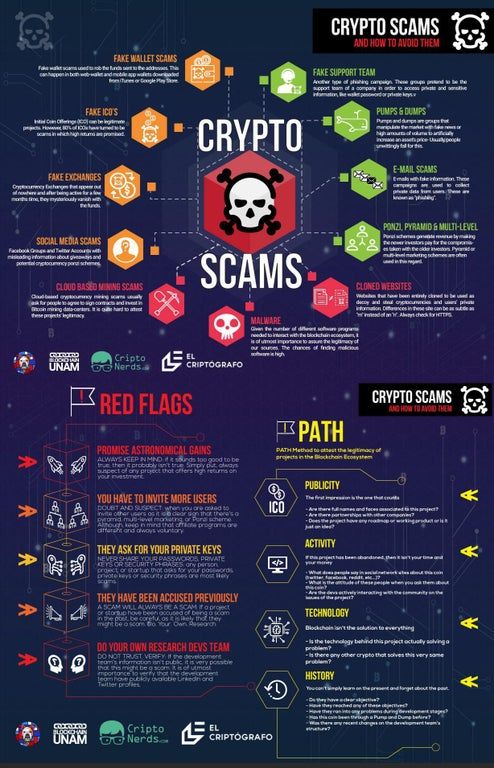 CRYPTO SCAMS
AND HOW TO AVOID THEM
FAKE WALLET SCAMS
Fake wallet scams used to rob the funds sent to the addresses. This
can happen in both web-wallet and mobile app wallets downloaded
from iTunes or Google Play Store.
FAKE SUPPORT TEAM
Another type of phishing campaign. These groups pretend to be the
support team of a company in order to access private and sensitive
information, like wallet password or private keys.
FAKE ICO'S
Initial Coin Offerings (ICO) can be legitimate
projects. However, 80% of ICOs have turned to be
scams in which high returns are promised.
PUMPS & DUMPS
Pumps and dumps are groups that
manipulate the market with fake news or
high amounts of volume to artificially
increase an asset's price. Usually, people
unwittingly fall for this.
CRYPTO
SCAMS
FAKE EXCHANGES
Cryptocurrency Exchanges that appear out
of nowhere and after being active for a few
months time, they mysteriously vanish with
the funds.
E-MAIL SCAMS
E-mails with fake information. These
campaigns are used to collect
private data from users. These are
known as "phishing".
SOCIAL MEDIA SCAMS
Facebook Groups and Twitter Accounts with
misleading information about giveaways and
potential cryptocurrency ponzi schemes.
PONZI, PYRAMID & MULTI-LEVEL
Ponzi schemes generate revenue by making
the newer investors pay for the compromis-
es taken with the older investors. Pyramid or
multi-level marketing schemes are often
used in this regard.
CLOUD BASED MINING SCAMS
Cloud-based cryptocurrency mining scams usually
ask for people to agree to sign contracts and invest in
Bitcoin mining data-centers. It is quite hard to attest
these projects' legitimacy.
CLONED WEBSITES
Websites that have been entirely cloned to be used as
decoy and steal cryptocurrencies and users' private
information. Differences in these site can be as subtle as
"m" instead of an "n". Always check for HTTPS.
MALWARE
Given the number of different software programs
needed to interact with the blockchain ecosystem, it
is of utmost importance to assure the legitimacy of
our sources. The chances of finding malicious
software is high.
BLOCKCHAIN
UNAM
Cripto
Nerds.com
EL
CRIPTÓGRAFO
CRYPTO SCAMS
AND HOW TO AVOID THEM
RED FLAGS
PROMISE ASTRONOMICAL GAINS
ALWAYS KEEP IN MIND: if it sounds too good to be
true, then it probably isn't true. Simply put, always
suspect of any project that offers high returns on
your investment.
YOU HAVE TO INVITE MORE USERS
DOUBT AND SUSPECT: when you are asked to
invite other users as it is a clear sign that there's a
pyramid, multi-level marketing, or Ponzi scheme.
Although, keep in mind that affiliate programs are
different and always voluntary.
THEY ASK FOR YOUR PRIVATE KEYS
NEVER SHARE YOUR PASSWORDS, PRIVATE
KEYS OR SECURITY PHRASES: any person,
project, or startup that asks for your passwords,
private keys or security phrases are most likely
scams.
THEY HAVE BEEN ACCUSED PREVIOUSLY
A SCAM WILL ALWAYS BE A SCAM: if a project
or startup have been accused of being a scam
in the past, be careful, as it is likely that they
might be a scam. Do. Your. Own. Research.
DO YOUR OWN RESEARCH DEVS TEAM
DO NOT TRUST, VERIFY: If the development
team's information isn't public, it is very possible
that this might be a scam. It is of utmost
importance to verify that the development
team have publicly available LinkedIn and
Twitter profiles.
PATH
PATH Method to attest the legitimacy of
projects in the Blockchain Ecosystem
ICO
PUBLICITY
The first impression is the one that counts
- Are there full names and faces associated to this project?
- Are there partnerships with other companies?
- Does the project have any roadmap or working product or is it
just an idea?
ACTIVITY
If this project has been abandoned, then it isn't your time and
your money
- What does people say in social network sites about this coin
(twitter, facebook, reddit, etc...)?
- What is the attitude of these people when you ask them about
this coin?
- Are the devs actively interacting with the community on the
issues of the project?
TECHNOLOGY
Blockchain isn't the solution to everything
- Is the technology behind this project actually solving a
problem?
- Is there any other crypto that solves this very same
problem?
HISTORY
You can't simply learn on the present and forget about the past.
- Do they have a clear objective?
- Have they reached any of these objectives?
- Have they ran into any problems during development stages?
- Has this coin been through a Pump and Dump before?
- Was there any recent changes on the development team's
structure?
BLOCKCHAIN
UNAM
Cripto
Nerds.com
EL
CRIPTÓGRAFO